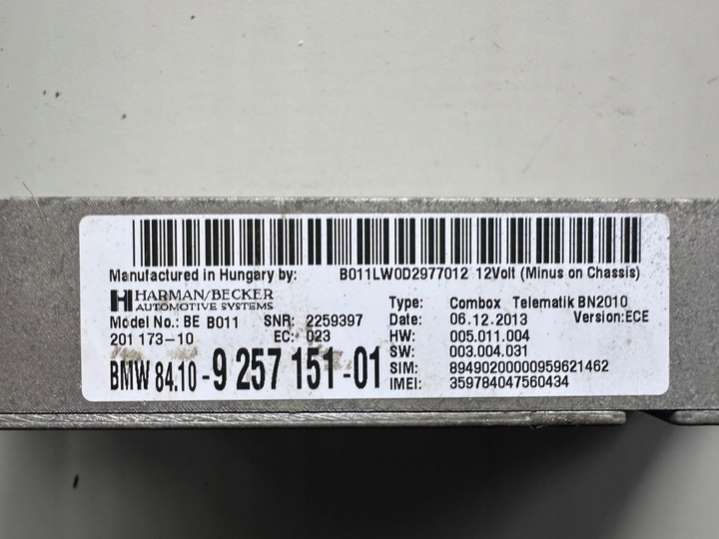 Manufactured in Hungary by: B011LW0D2977012 12Volt (Minus on Chassis)
HARMAN/BECKER
AUTOMOTIVE SYSTEMS
Model No.: BE B011 SNR: 2259397
201 173-10 EC: 023
BMW 84.10-9 257 151-01
Type: Combox Telematik BN2010
Date: 06.12.2013 Version:ECE
HW: 005.011.004
SW: 003.004.031
SIM: 89490200000959621462
IMEI: 359784047560434